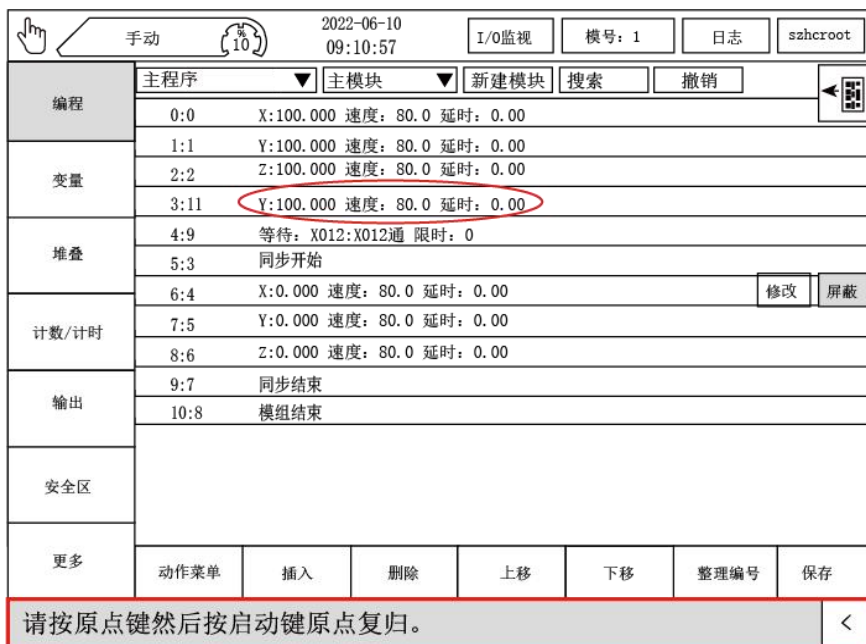 手动 % 10 2022-06-10 09:10:57 I/O监视 模号：1 日志 szhcroot
主程序 主模块 新建模块 搜索 撤销
编程
变量
堆叠
计数/计时
输出
安全区
更多
0:0 X:100.000 速度：80.0 延时：0.00
1:1 Y:100.000 速度：80.0 延时：0.00
2:2 Z:100.000 速度：80.0 延时：0.00
3:11 Y:100.000 速度：80.0 延时：0.00
4:9 等待：X012:X012通 限时：0
5:3 同步开始
6:4 X:0.000 速度：80.0 延时：0.00 修改 屏蔽
7:5 Y:0.000 速度：80.0 延时：0.00
8:6 Z:0.000 速度：80.0 延时：0.00
9:7 同步结束
10:8 模组结束
动作菜单 插入 删除 上移 下移 整理编号 保存
请按原点键然后按启动键原点复归。 <